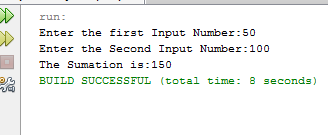 run:
Enter the first Input Number:50
Enter the Second Input Number:100
The Sumation is:150
BUILD SUCCESSFUL (total time: 8 seconds)